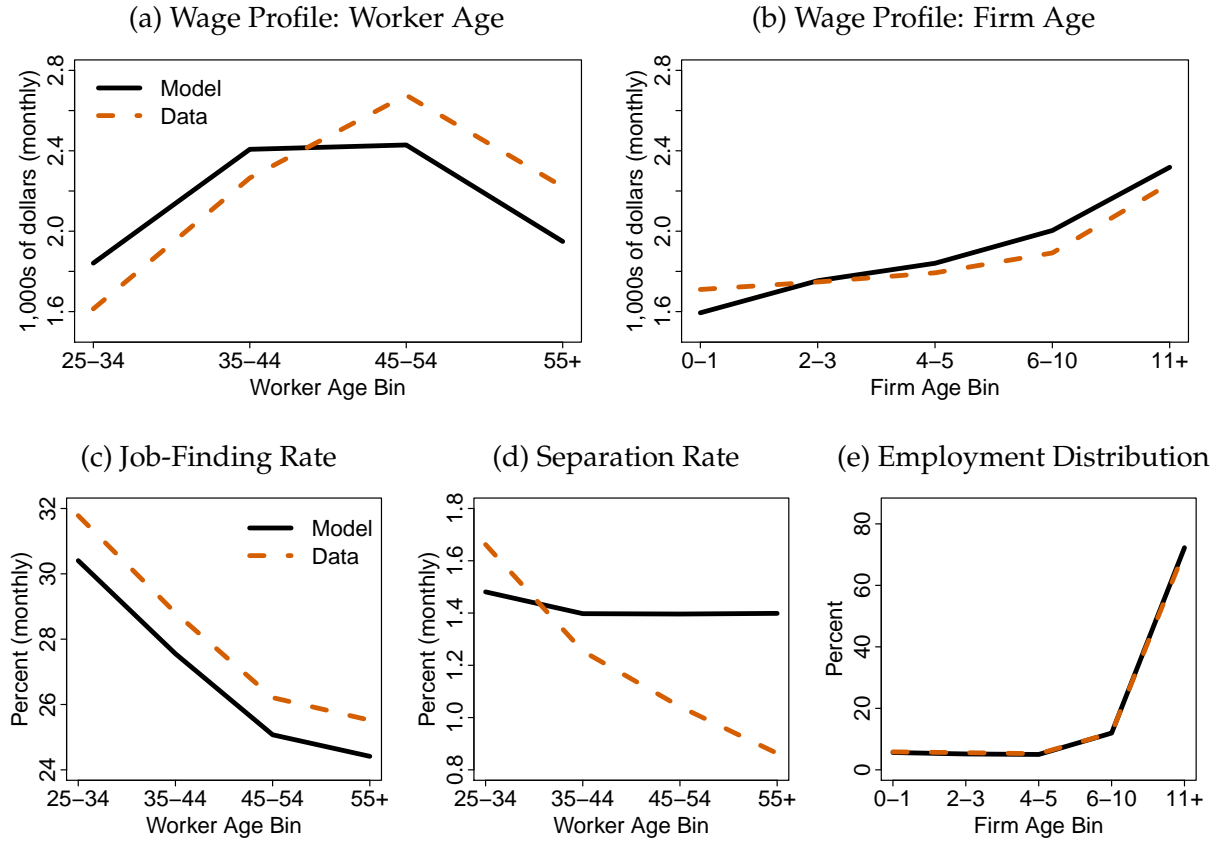 (a) Wage Profile: Worker Age
1,000s of dollars (monthly)
2.8
2.4
2.0
1.6
Model
Data
25–34 35–44 45–54 55+
Worker Age Bin
(b) Wage Profile: Firm Age
1,000s of dollars (monthly)
2.8
2.4
2.0
1.6
0–1 2–3 4–5 6–10 11+
Firm Age Bin
(c) Job-Finding Rate
Percent (monthly)
32
30
28
26
24
Model
Data
25–34 35–44 45–54 55+
Worker Age Bin
(d) Separation Rate
Percent (monthly)
1.8
1.6
1.4
1.2
1.0
0.8
25–34 35–44 45–54 55+
Worker Age Bin
(e) Employment Distribution
Percent
80
60
40
20
0
0–1 2–3 4–5 6–10 11+
Firm Age Bin